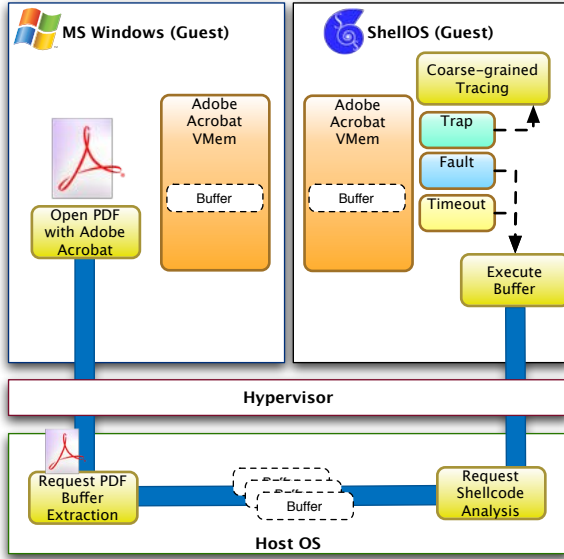 MS Windows (Guest)
Adobe
Acrobat
VMem
Buffer
Open PDF
with Adobe
Acrobat
ShellOS (Guest)
Coarse-grained
Tracing
Adobe
Acrobat
VMem
Buffer
Trap
Fault
Timeout
Execute
Buffer
Hypervisor
Request PDF
Buffer
Extraction
Buffer
Request
Shellcode
Analysis
Host OS